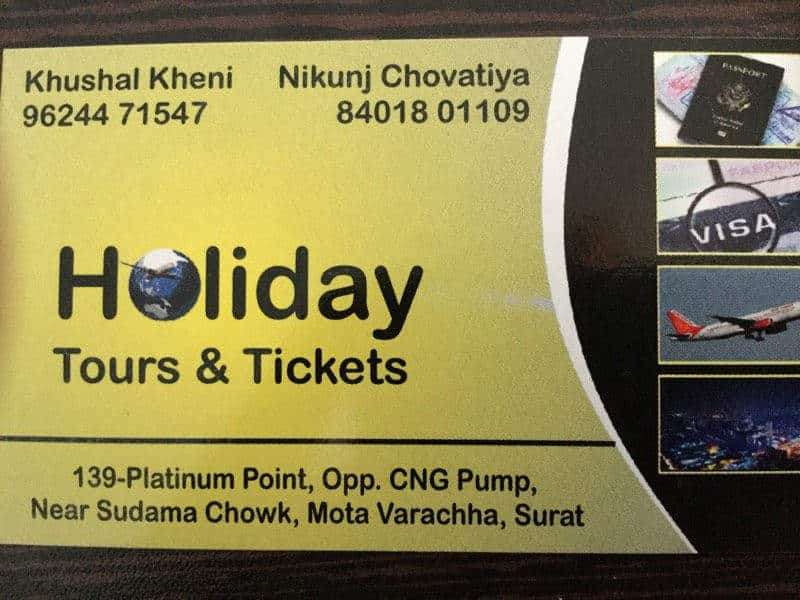 Khushal Kheni
96244 71547
Nikunj Chovatiya
84018 01109
Holiday
Tours & Tickets
139-Platinum Point, Opp. CNG Pump,
Near Sudama Chowk, Mota Varachha, Surat
PASSPORT
VISA